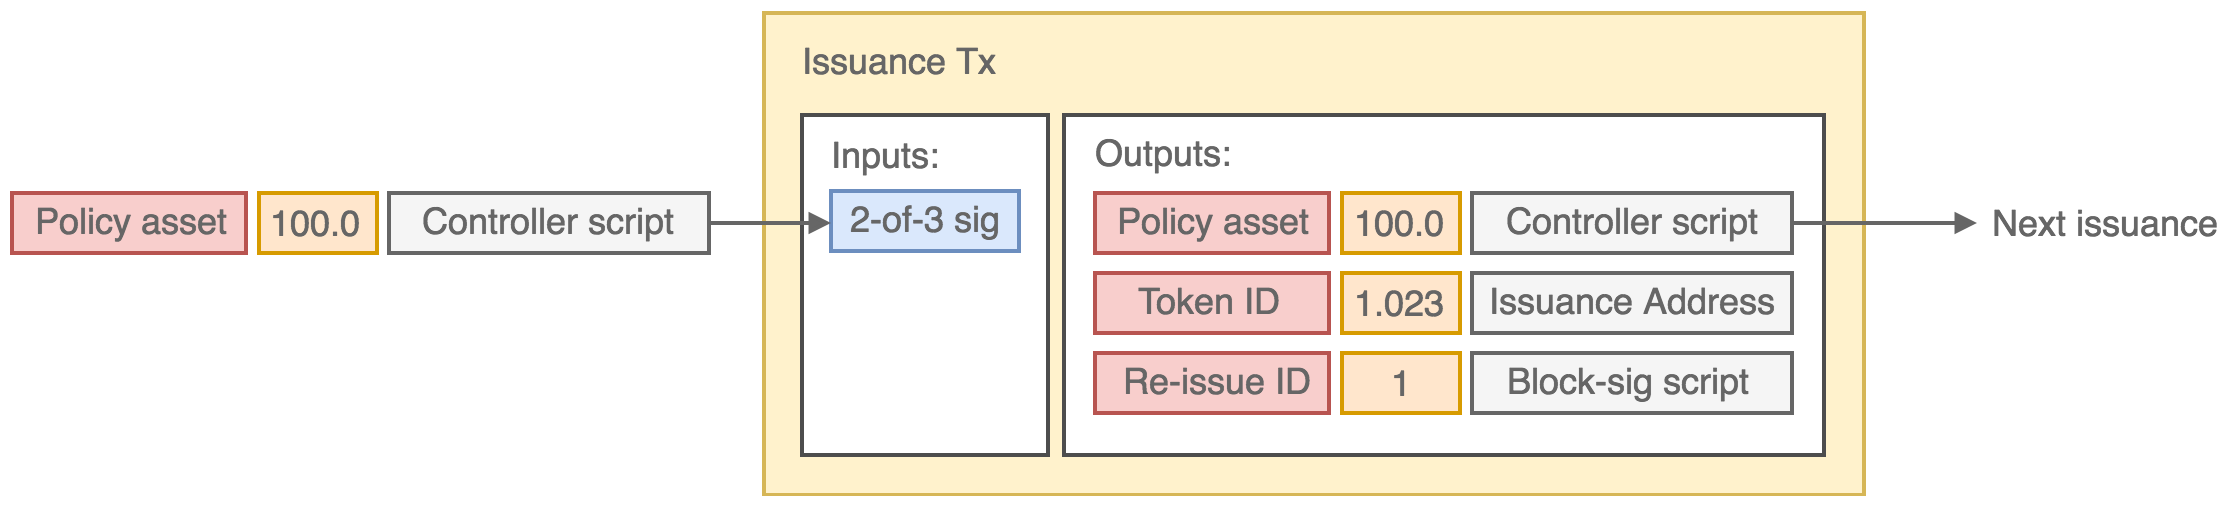 Issuance Tx
Inputs:
Outputs:
Policy asset 100.0 Controller script
2-of-3 sig
Policy asset 100.0 Controller script
Next issuance
Token ID 1.023 Issuance Address
Re-issue ID 1 Block-sig script